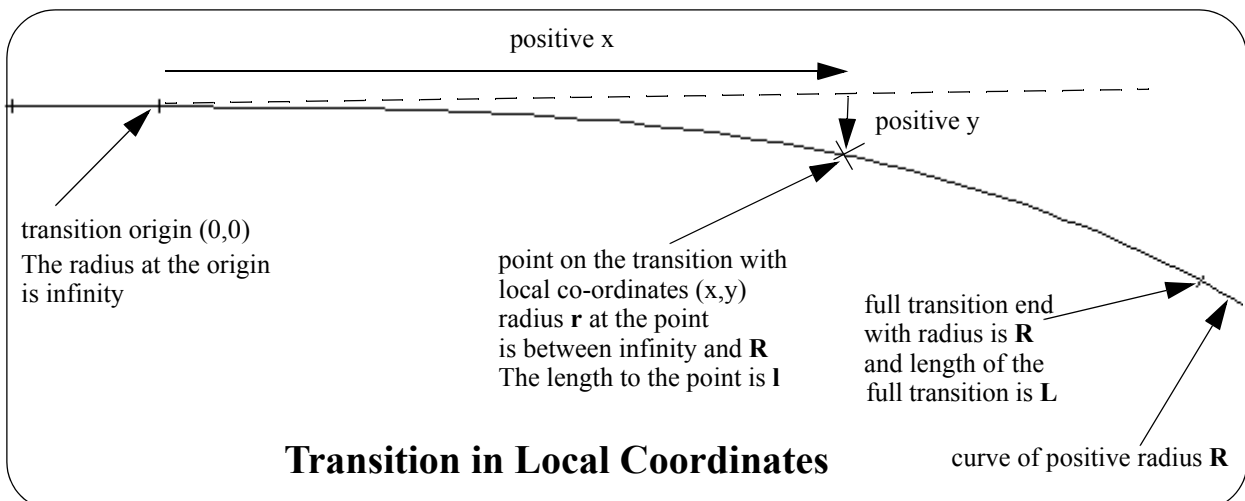 positive x
positive y
transition origin (0,0)
The radius at the origin
is infinity
point on the transition with
local co-ordinates (x,y)
radius r at the point
is between infinity and R
The length to the point is l
full transition end
with radius is R
and length of the
full transition is L
Transition in Local Coordinates
curve of positive radius R